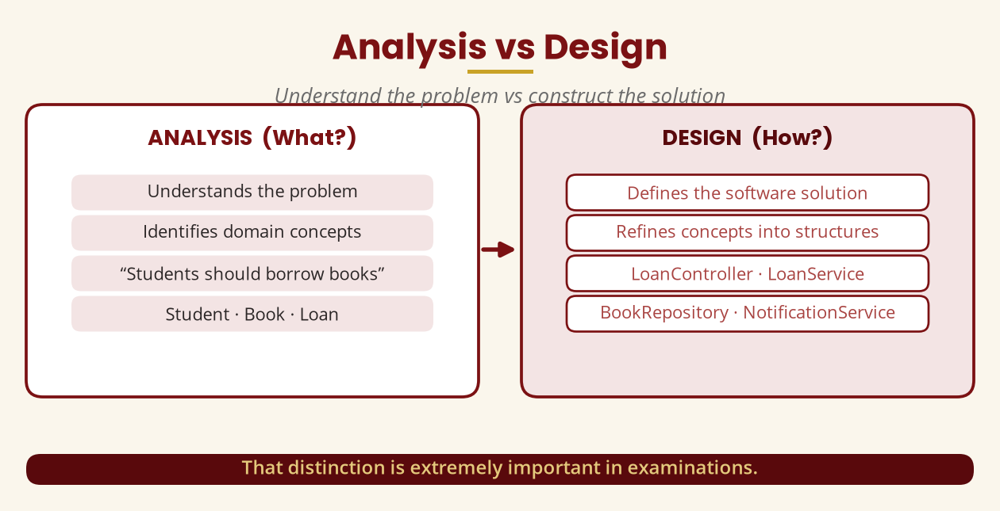 Analysis vs Design
Understand the problem vs construct the solution
ANALYSIS (What?)
Understands the problem
Identifies domain concepts
“Students should borrow books”
Student · Book · Loan
DESIGN (How?)
Defines the software solution
Refines concepts into structures
LoanController · LoanService
BookRepository · NotificationService
That distinction is extremely important in examinations.